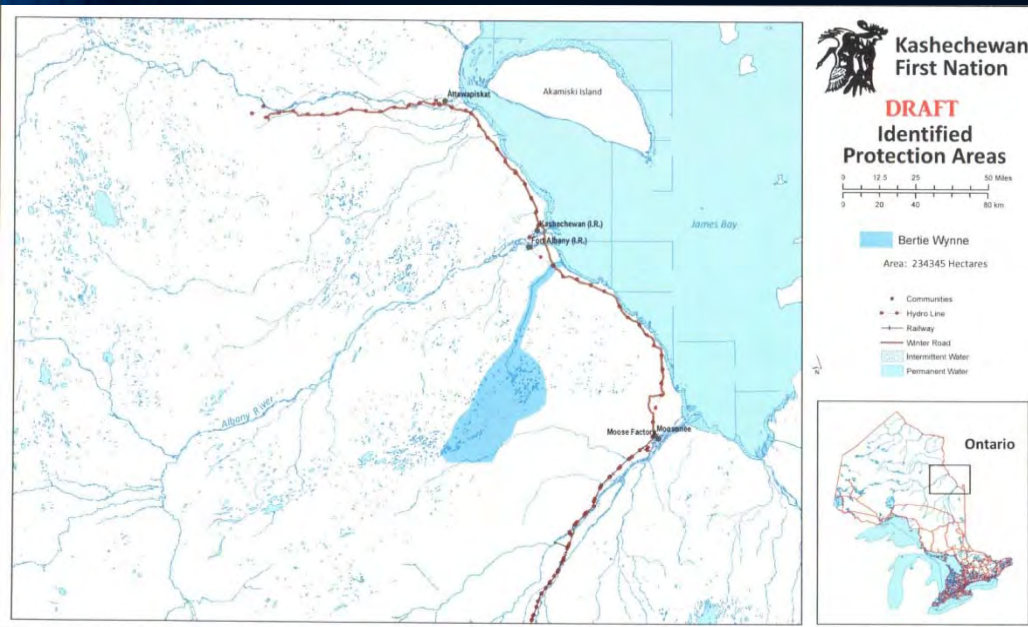 Attawapiskat
Akamiski Island
Kashechewan (I.R.)
Fort Albany (I.R.)
James Bay
Albany River
Moose Factory
Moosonee
Kashechewan
First Nation
DRAFT
Identified
Protection Areas
0 12.5 25 50 Miles
0 20 40 80 km
Bertie Wynne
Area: 234345 Hectares
Communities
Hydro Line
Railway
Winter Road
Intermittent Water
Permanent Water
N
Ontario